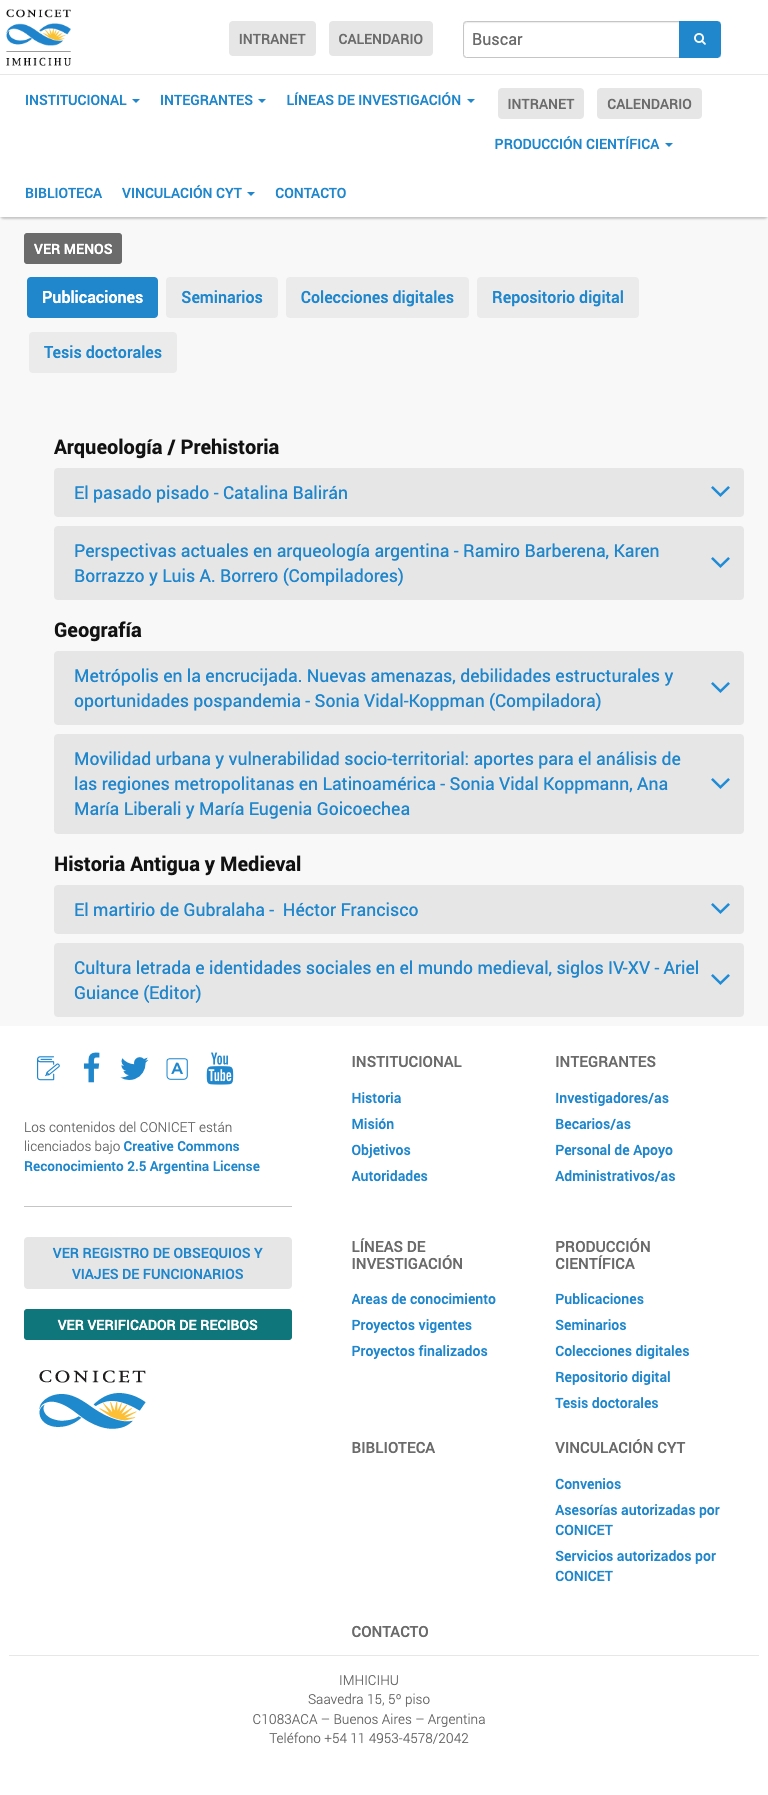 CONICET
IMHICIHU
INTRANET
CALENDARIO
Buscar
INSTITUCIONAL
INTEGRANTES
LÍNEAS DE INVESTIGACIÓN
INTRANET
CALENDARIO
PRODUCCIÓN CIENTÍFICA
BIBLIOTECA
VINCULACIÓN CYT
CONTACTO
VER MENOS
Publicaciones
Seminarios
Colecciones digitales
Repositorio digital
Tesis doctorales
Arqueología / Prehistoria
El pasado pisado - Catalina Balirán
Perspectivas actuales en arqueología argentina - Ramiro Barberena, Karen
Borrazzo y Luis A. Borrero (Compiladores)
Geografía
Metrópolis en la encrucijada. Nuevas amenazas, debilidades estructurales y
oportunidades pospandemia - Sonia Vidal-Koppman (Compiladora)
Movilidad urbana y vulnerabilidad socio-territorial: aportes para el análisis de
las regiones metropolitanas en Latinoamérica - Sonia Vidal Koppmann, Ana
María Liberali y María Eugenia Goicoechea
Historia Antigua y Medieval
El martirio de Gubralaha - Héctor Francisco
Cultura letrada e identidades sociales en el mundo medieval, siglos IV-XV - Ariel
Guiance (Editor)
A
You
Tube
Los contenidos del CONICET están
licenciados bajo Creative Commons
Reconocimiento 2.5 Argentina License
VER REGISTRO DE OBSEQUIOS Y
VIAJES DE FUNCIONARIOS
VER VERIFICADOR DE RECIBOS
CONICET
INSTITUCIONAL
Historia
Misión
Objetivos
Autoridades
INTEGRANTES
Investigadores/as
Becarios/as
Personal de Apoyo
Administrativos/as
LÍNEAS DE
INVESTIGACIÓN
Areas de conocimiento
Proyectos vigentes
Proyectos finalizados
PRODUCCIÓN
CIENTÍFICA
Publicaciones
Seminarios
Colecciones digitales
Repositorio digital
Tesis doctorales
BIBLIOTECA
VINCULACIÓN CYT
Convenios
Asesorías autorizadas por
CONICET
Servicios autorizados por
CONICET
CONTACTO
IMHICIHU
Saavedra 15, 5º piso
C1083ACA – Buenos Aires – Argentina
Teléfono +54 11 4953-4578/2042